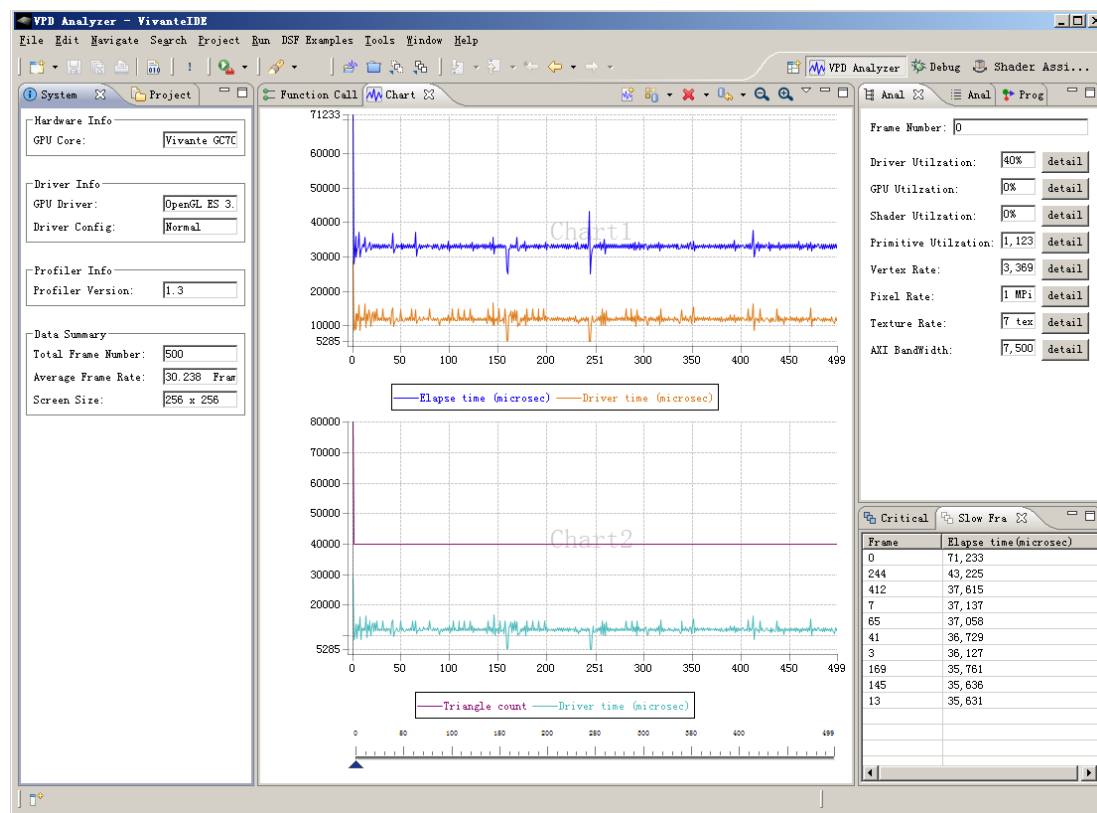 VPD Analyzer - VivanteIDE
File Edit Navigate Search Project Run DSF Examples Tools Window Help
VPD Analyzer Debug Shader Assi...
System Project
Hardware Info
GPU Core: Vivante GC7C
Driver Info
GPU Driver: OpenGL ES 3.
Driver Config: Normal
Profiler Info
Profiler Version: 1.3
Data Summary
Total Frame Number: 500
Average Frame Rate: 30.238 Fram
Screen Size: 256 x 256
Function Call Chart
71233
60000
50000
40000
30000
20000
10000
5285
Chart1
0 50 100 150 200 251 300 350 400 450 499
Elapse time (microsec) Driver time (microsec)
80000
70000
60000
50000
40000
30000
20000
5285
Chart2
0 50 100 150 200 251 300 350 400 450 499
Triangle count Driver time (microsec)
0 50 100 150 200 250 300 350 400 499
Anal Anal Prog
Frame Number: 0
Driver Utilzation: 40% detail
GPU Utilzation: 0% detail
Shader Utilzation: 0% detail
Primitive Utilzation: 1,123 detail
Vertex Rate: 3,369 detail
Pixel Rate: 1 MPi detail
Texture Rate: 7 tex detail
AXI BandWidth: 7,500 detail
Critical Slow Fra
Frame Elapse time(microsec)
0 71,233
244 43,225
412 37,615
7 37,137
65 37,058
41 36,729
3 36,127
169 35,761
145 35,636
13 35,631